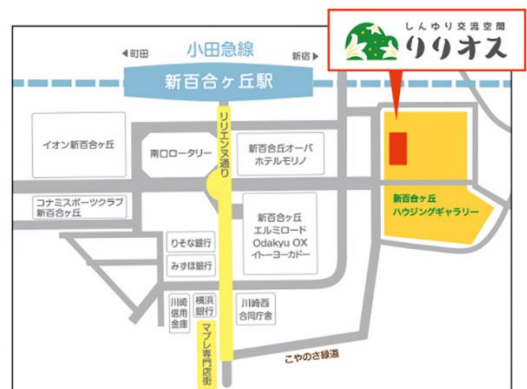 しんゆり交流空間
りりオス
町田
小田急線
新宿
新百合ヶ丘駅
イオン新百合ヶ丘
南口ロータリー
リリエンヌ通り
新百合丘オーパ
ホテルモリノ
コナミスポーツクラブ
新百合ヶ丘
新百合ヶ丘
エルミロード
Odakyu OX
イトーヨーカドー
新百合ヶ丘
ハウジングギャラリー
りそな銀行
みずほ銀行
川崎
信用
金庫
横浜
銀行
川崎西
合同庁舎
マプレ専門店街
こやのさ緑道